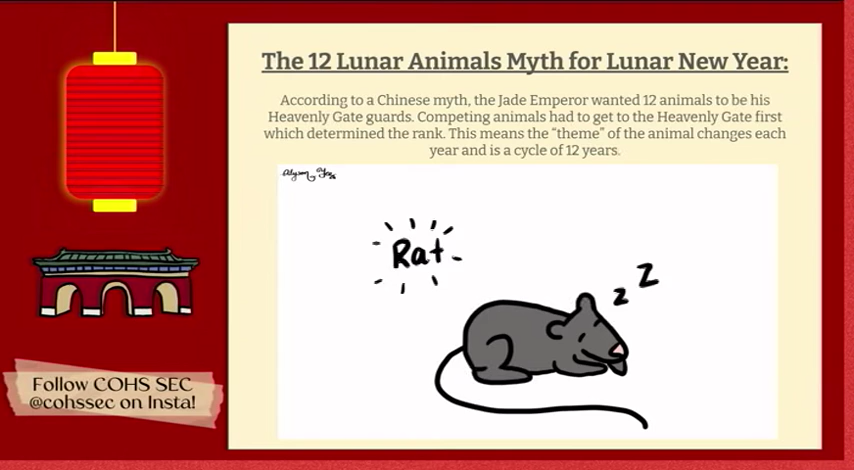 The 12 Lunar Animals Myth for Lunar New Year:
According to a Chinese myth, the Jade Emperor wanted 12 animals to be his
Heavenly Gate guards. Competing animals had to get to the Heavenly Gate first
which determined the rank. This means the “theme” of the animal changes each
year and is a cycle of 12 years.
Rat
z Z
Follow COHS SEC
@cohssec on Insta!